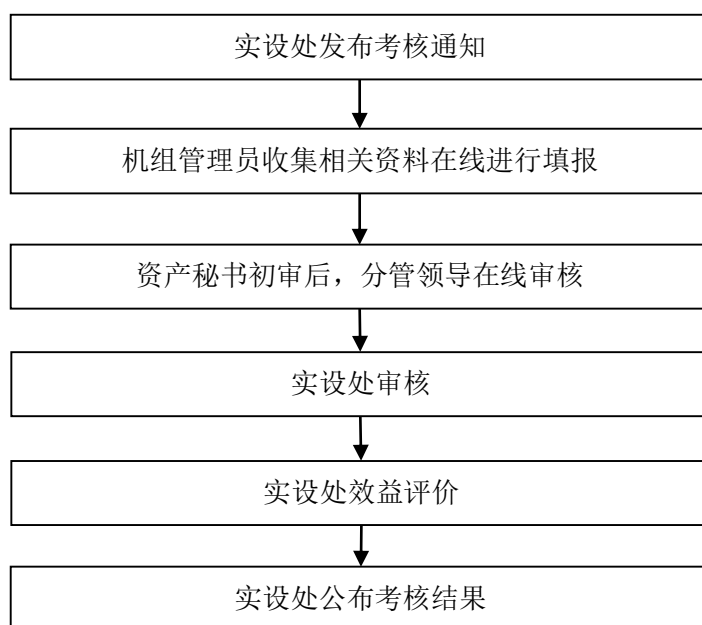 实设处发布考核通知
机组管理员收集相关资料在线进行填报
资产秘书初审后，分管领导在线审核
实设处审核
实设处效益评价
实设处公布考核结果